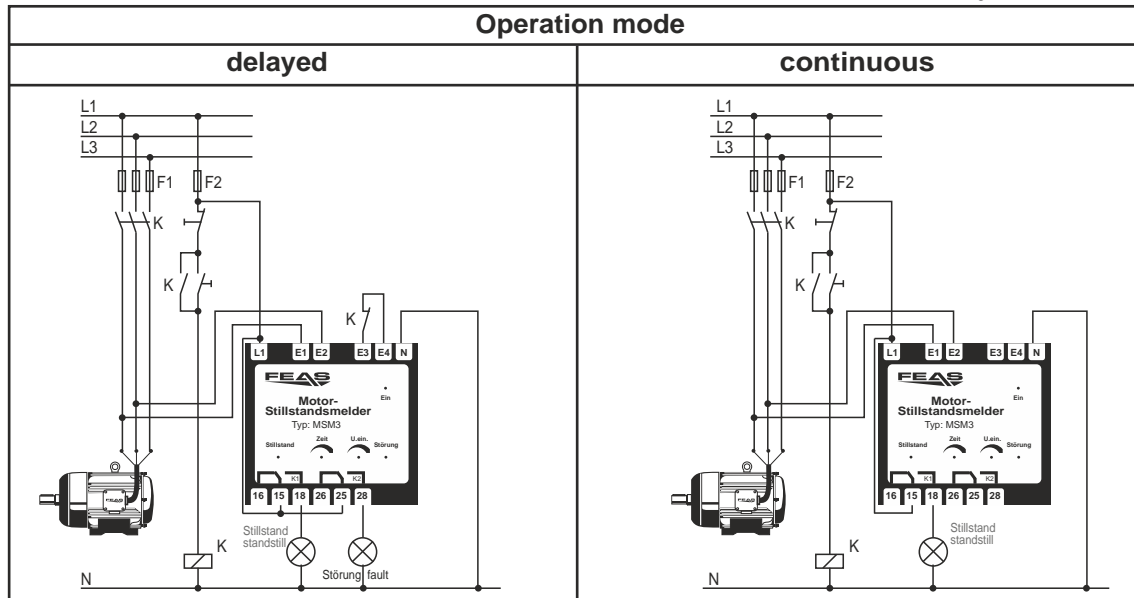 Operation mode
delayed
continuous
L1
L2
L3
F1
F2
K
K
K
L1
E1
E2
E3
E4
N
FEAS
Ein
Motor-
Stillstandsmelder
Typ: MSM3
Stillstand
Zeit
U.ein.
Störung
K1
K2
16
15
18
26
25
28
Stillstand
standstill
K
Störung fault
N
L1
L2
L3
F1
F2
K
K
L1
E1
E2
E3
E4
N
FEAS
Ein
Motor-
Stillstandsmelder
Typ: MSM3
Stillstand
Zeit
U.ein.
Störung
K1
K2
16
15
18
26
25
28
Stillstand
standstill
K
N